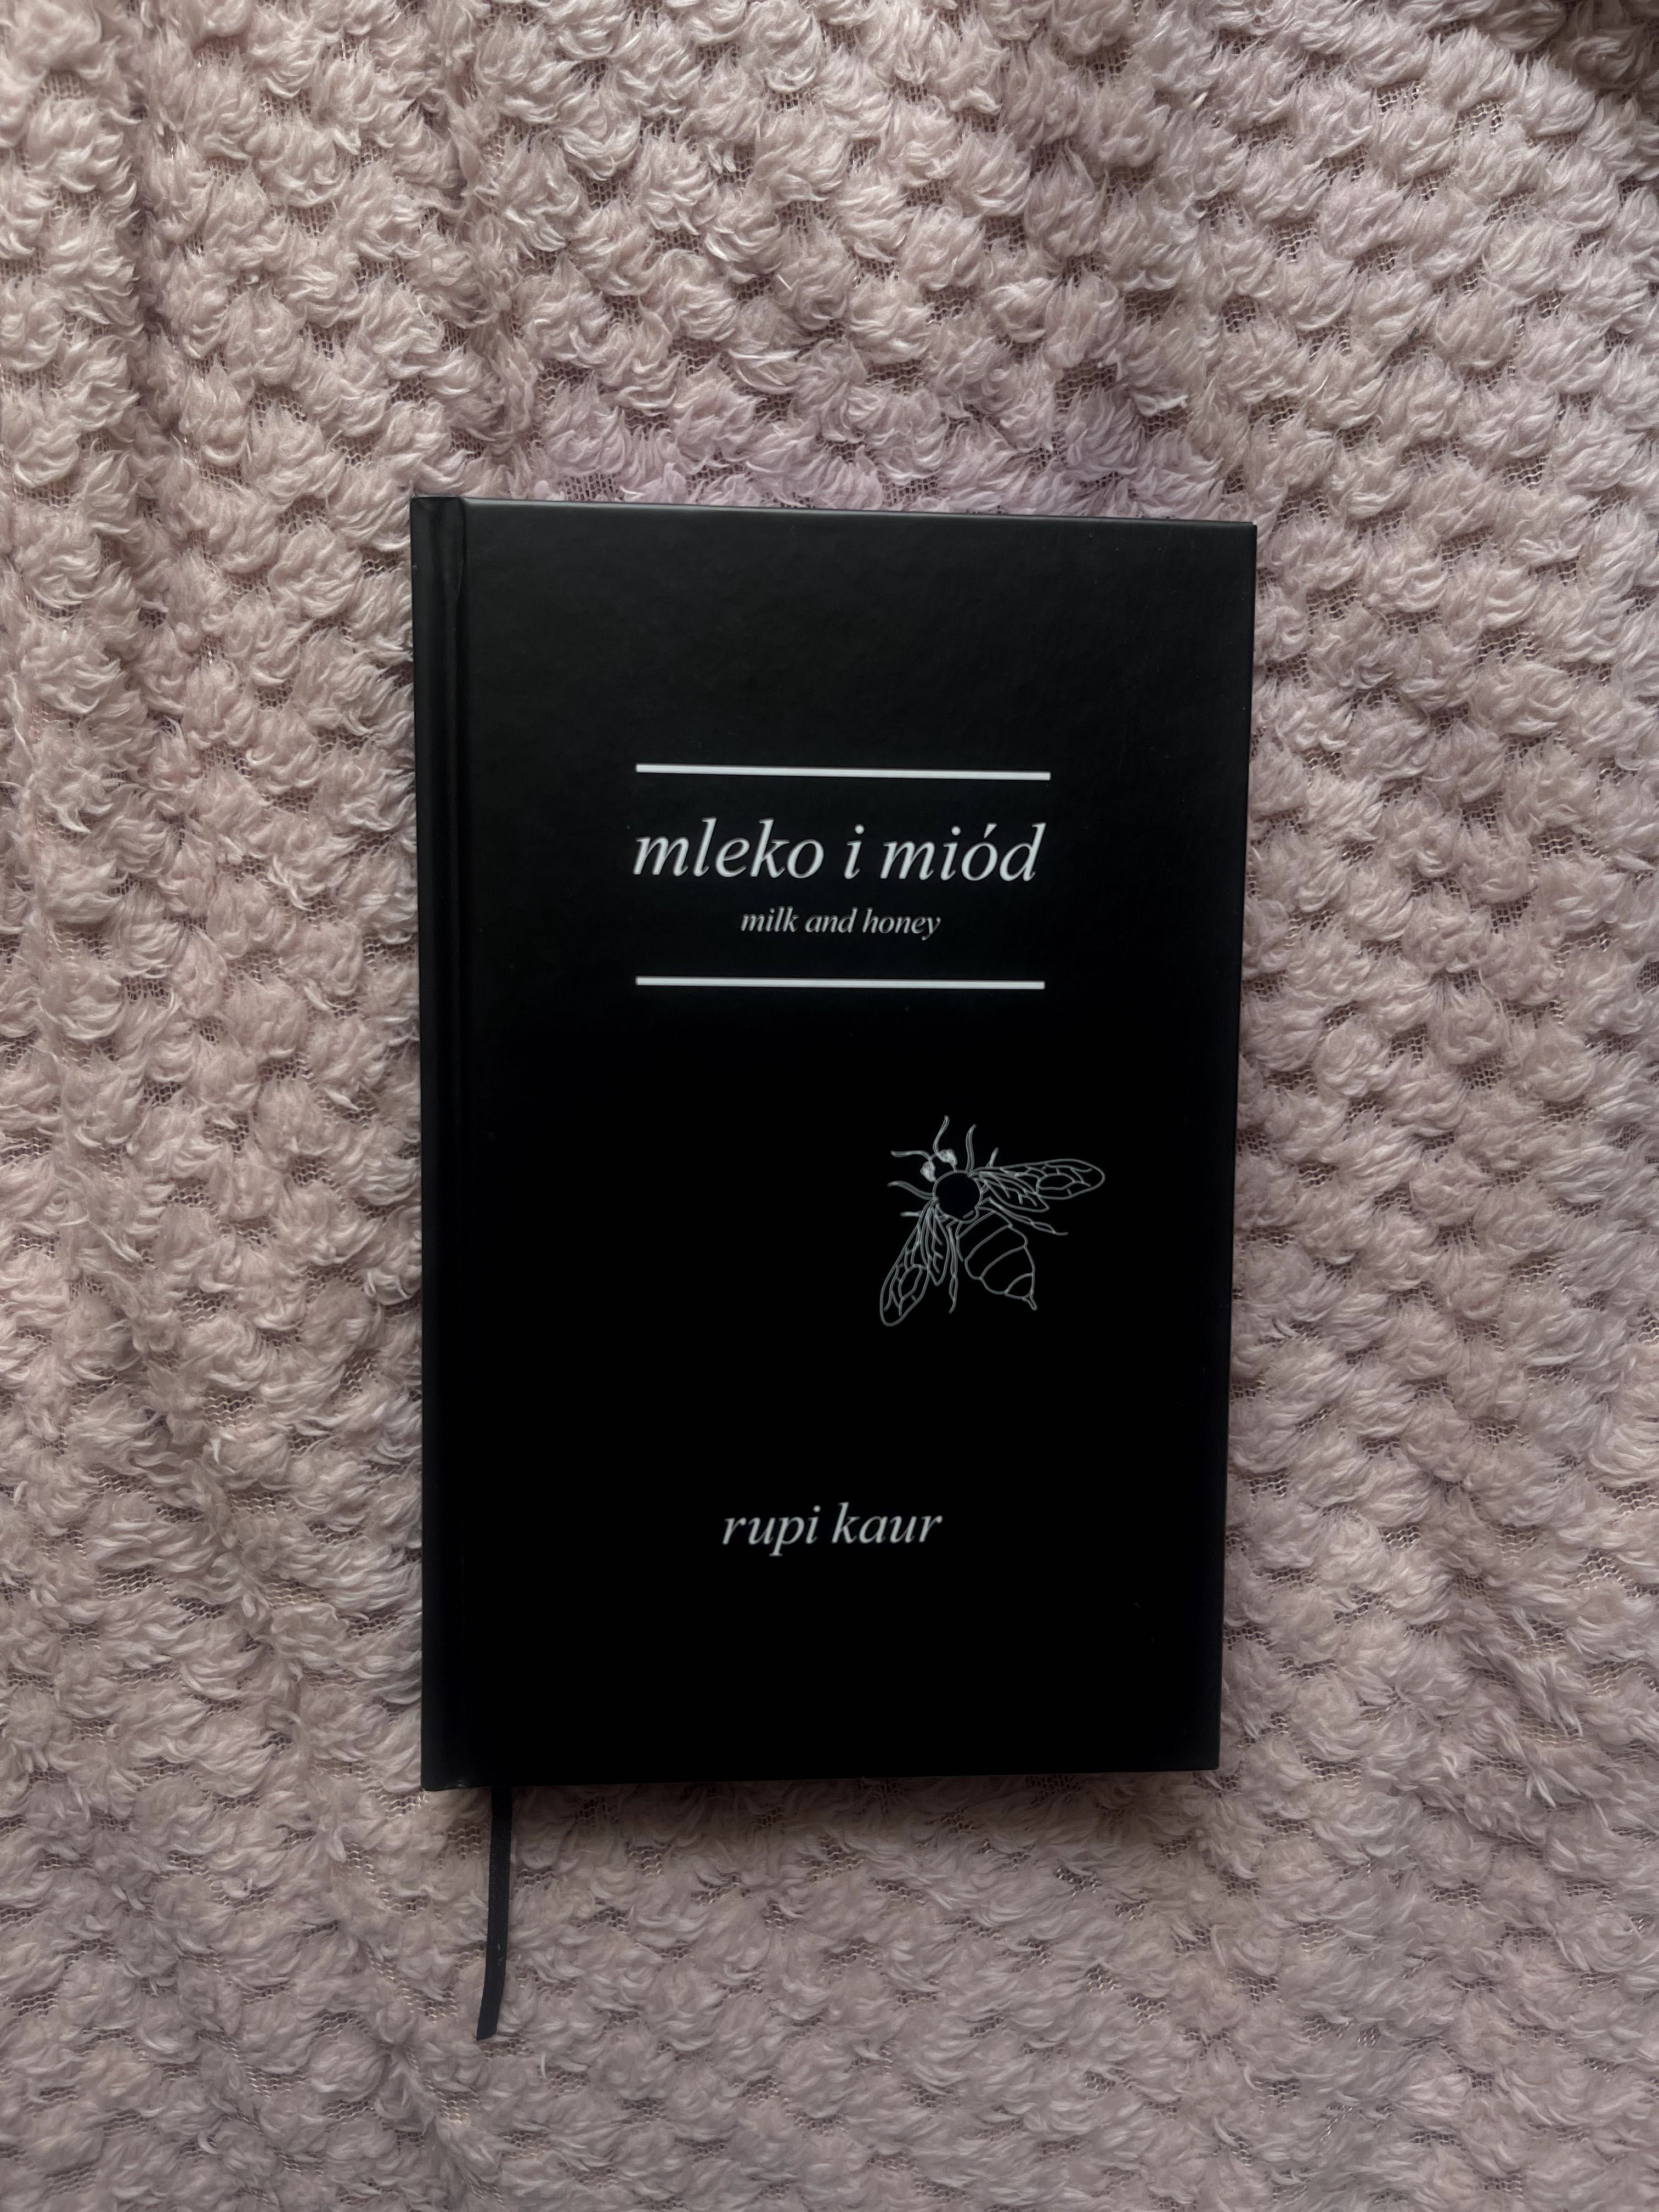 mleko i miód
milk and honey
rupi kaur